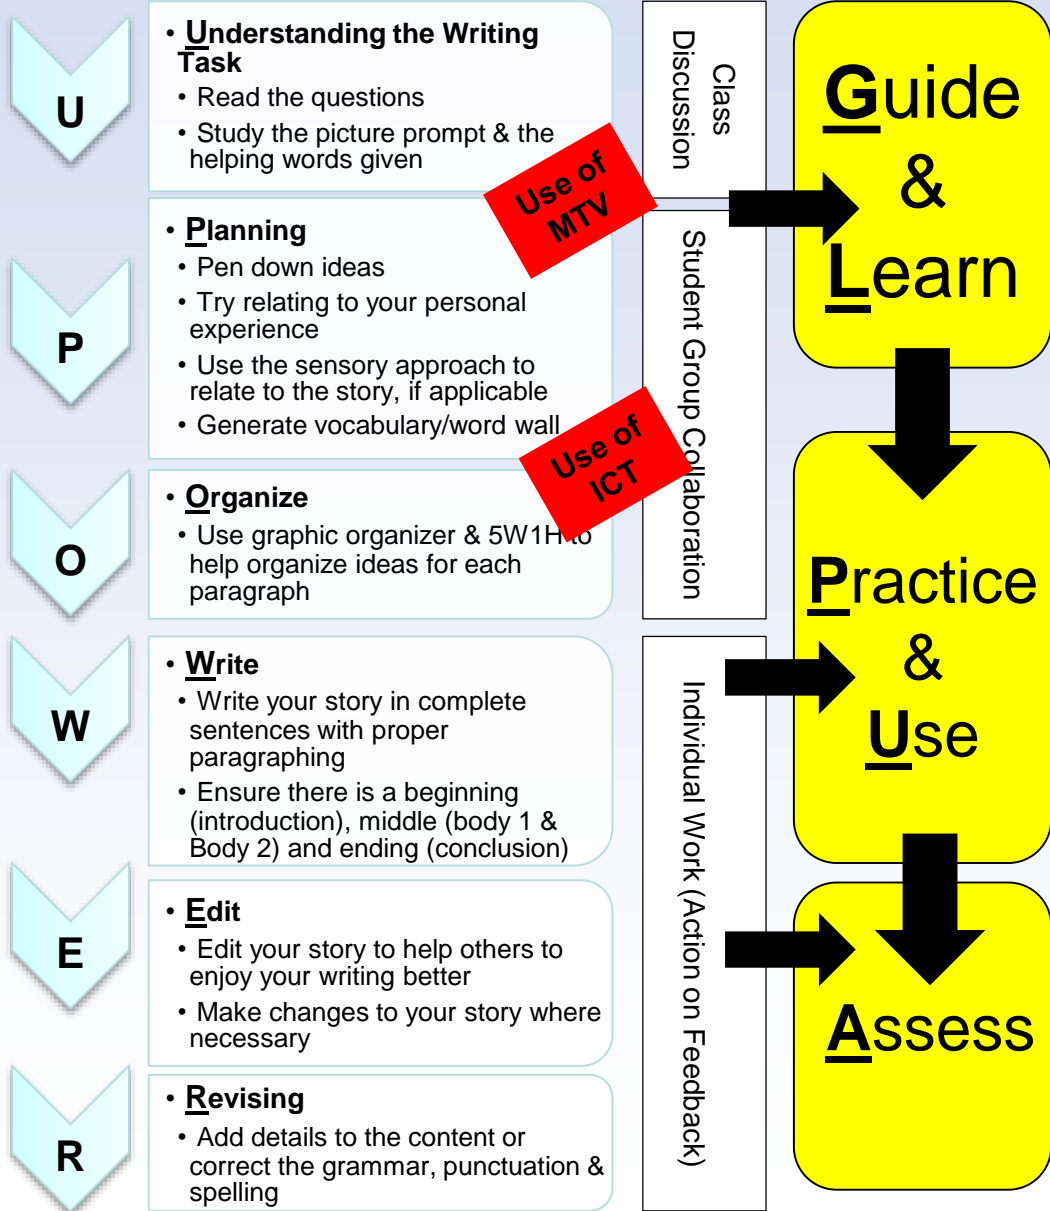 U
• Understanding the Writing
Task
• Read the questions
• Study the picture prompt & the
helping words given
P
• Planning
• Pen down ideas
• Try relating to your personal
experience
• Use the sensory approach to
relate to the story, if applicable
• Generate vocabulary/word wall
O
• Organize
• Use graphic organizer & 5W1H to
help organize ideas for each
paragraph
W
• Write
• Write your story in complete
sentences with proper
paragraphing
• Ensure there is a beginning
(introduction), middle (body 1 &
Body 2) and ending (conclusion)
E
• Edit
• Edit your story to help others to
enjoy your writing better
• Make changes to your story where
necessary
R
• Revising
• Add details to the content or
correct the grammar, punctuation &
spelling
Use of
MTV
Use of
ICT
Class
Discussion
Student Group Collaboration
Individual Work (Action on Feedback)
Guide
&
Learn
Practice
&
Use
Assess